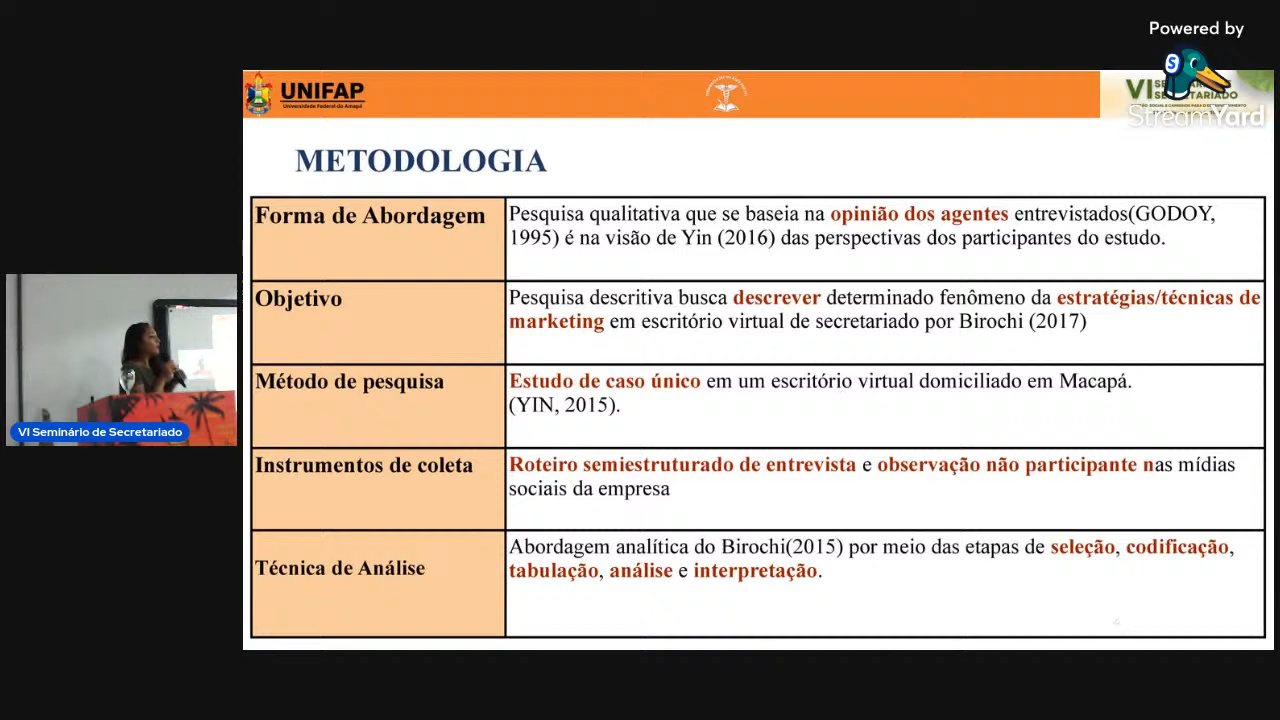 Powered by
S
StreamYard
UNIFAP
Universidade Federal do Amapá
VI
METODOLOGIA
Forma de Abordagem
Pesquisa qualitativa que se baseia na opinião dos agentes entrevistados(GODOY,
1995) é na visão de Yin (2016) das perspectivas dos participantes do estudo.
Objetivo
Pesquisa descritiva busca descrever determinado fenômeno da estratégias/técnicas de
marketing em escritório virtual de secretariado por Birochi (2017)
Método de pesquisa
Estudo de caso único em um escritório virtual domiciliado em Macapá.
(YIN, 2015).
Instrumentos de coleta
Roteiro semiestruturado de entrevista e observação não participante nas mídias
sociais da empresa
Técnica de Análise
Abordagem analítica do Birochi(2015) por meio das etapas de seleção, codificação,
tabulação, análise e interpretação.
VI Seminário de Secretariado